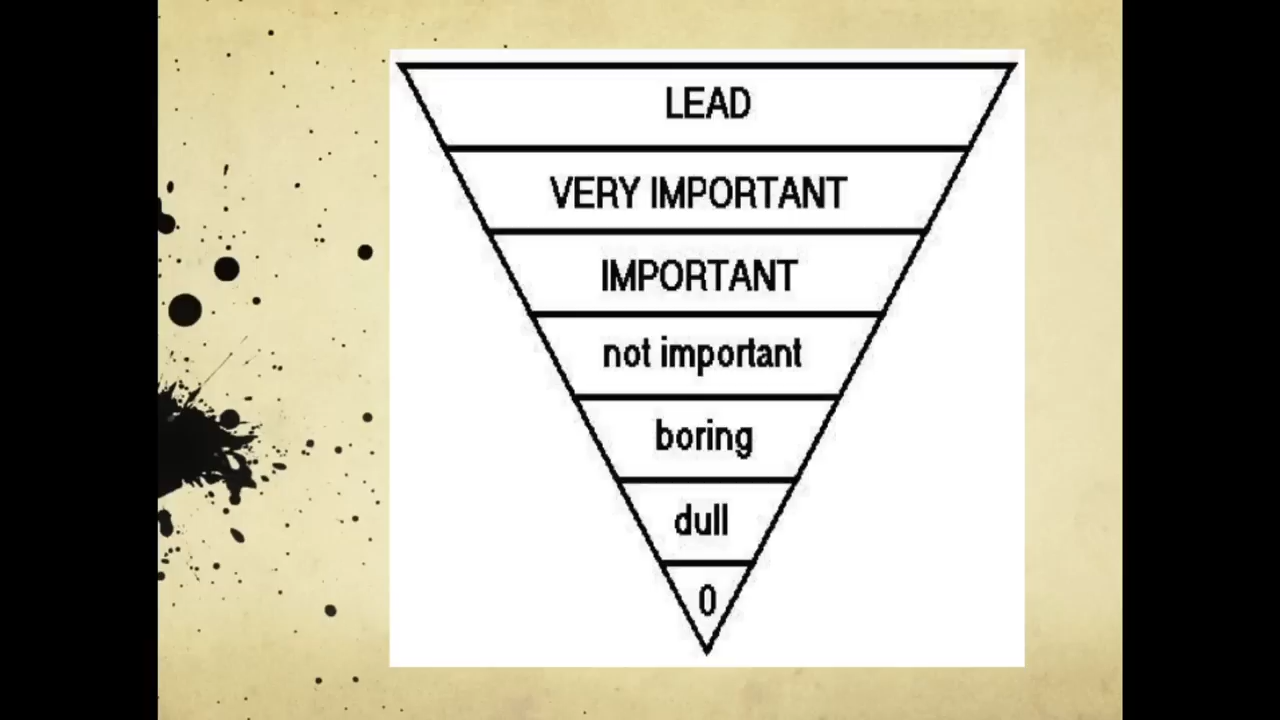 LEAD
VERY IMPORTANT
IMPORTANT
not important
boring
dull
0